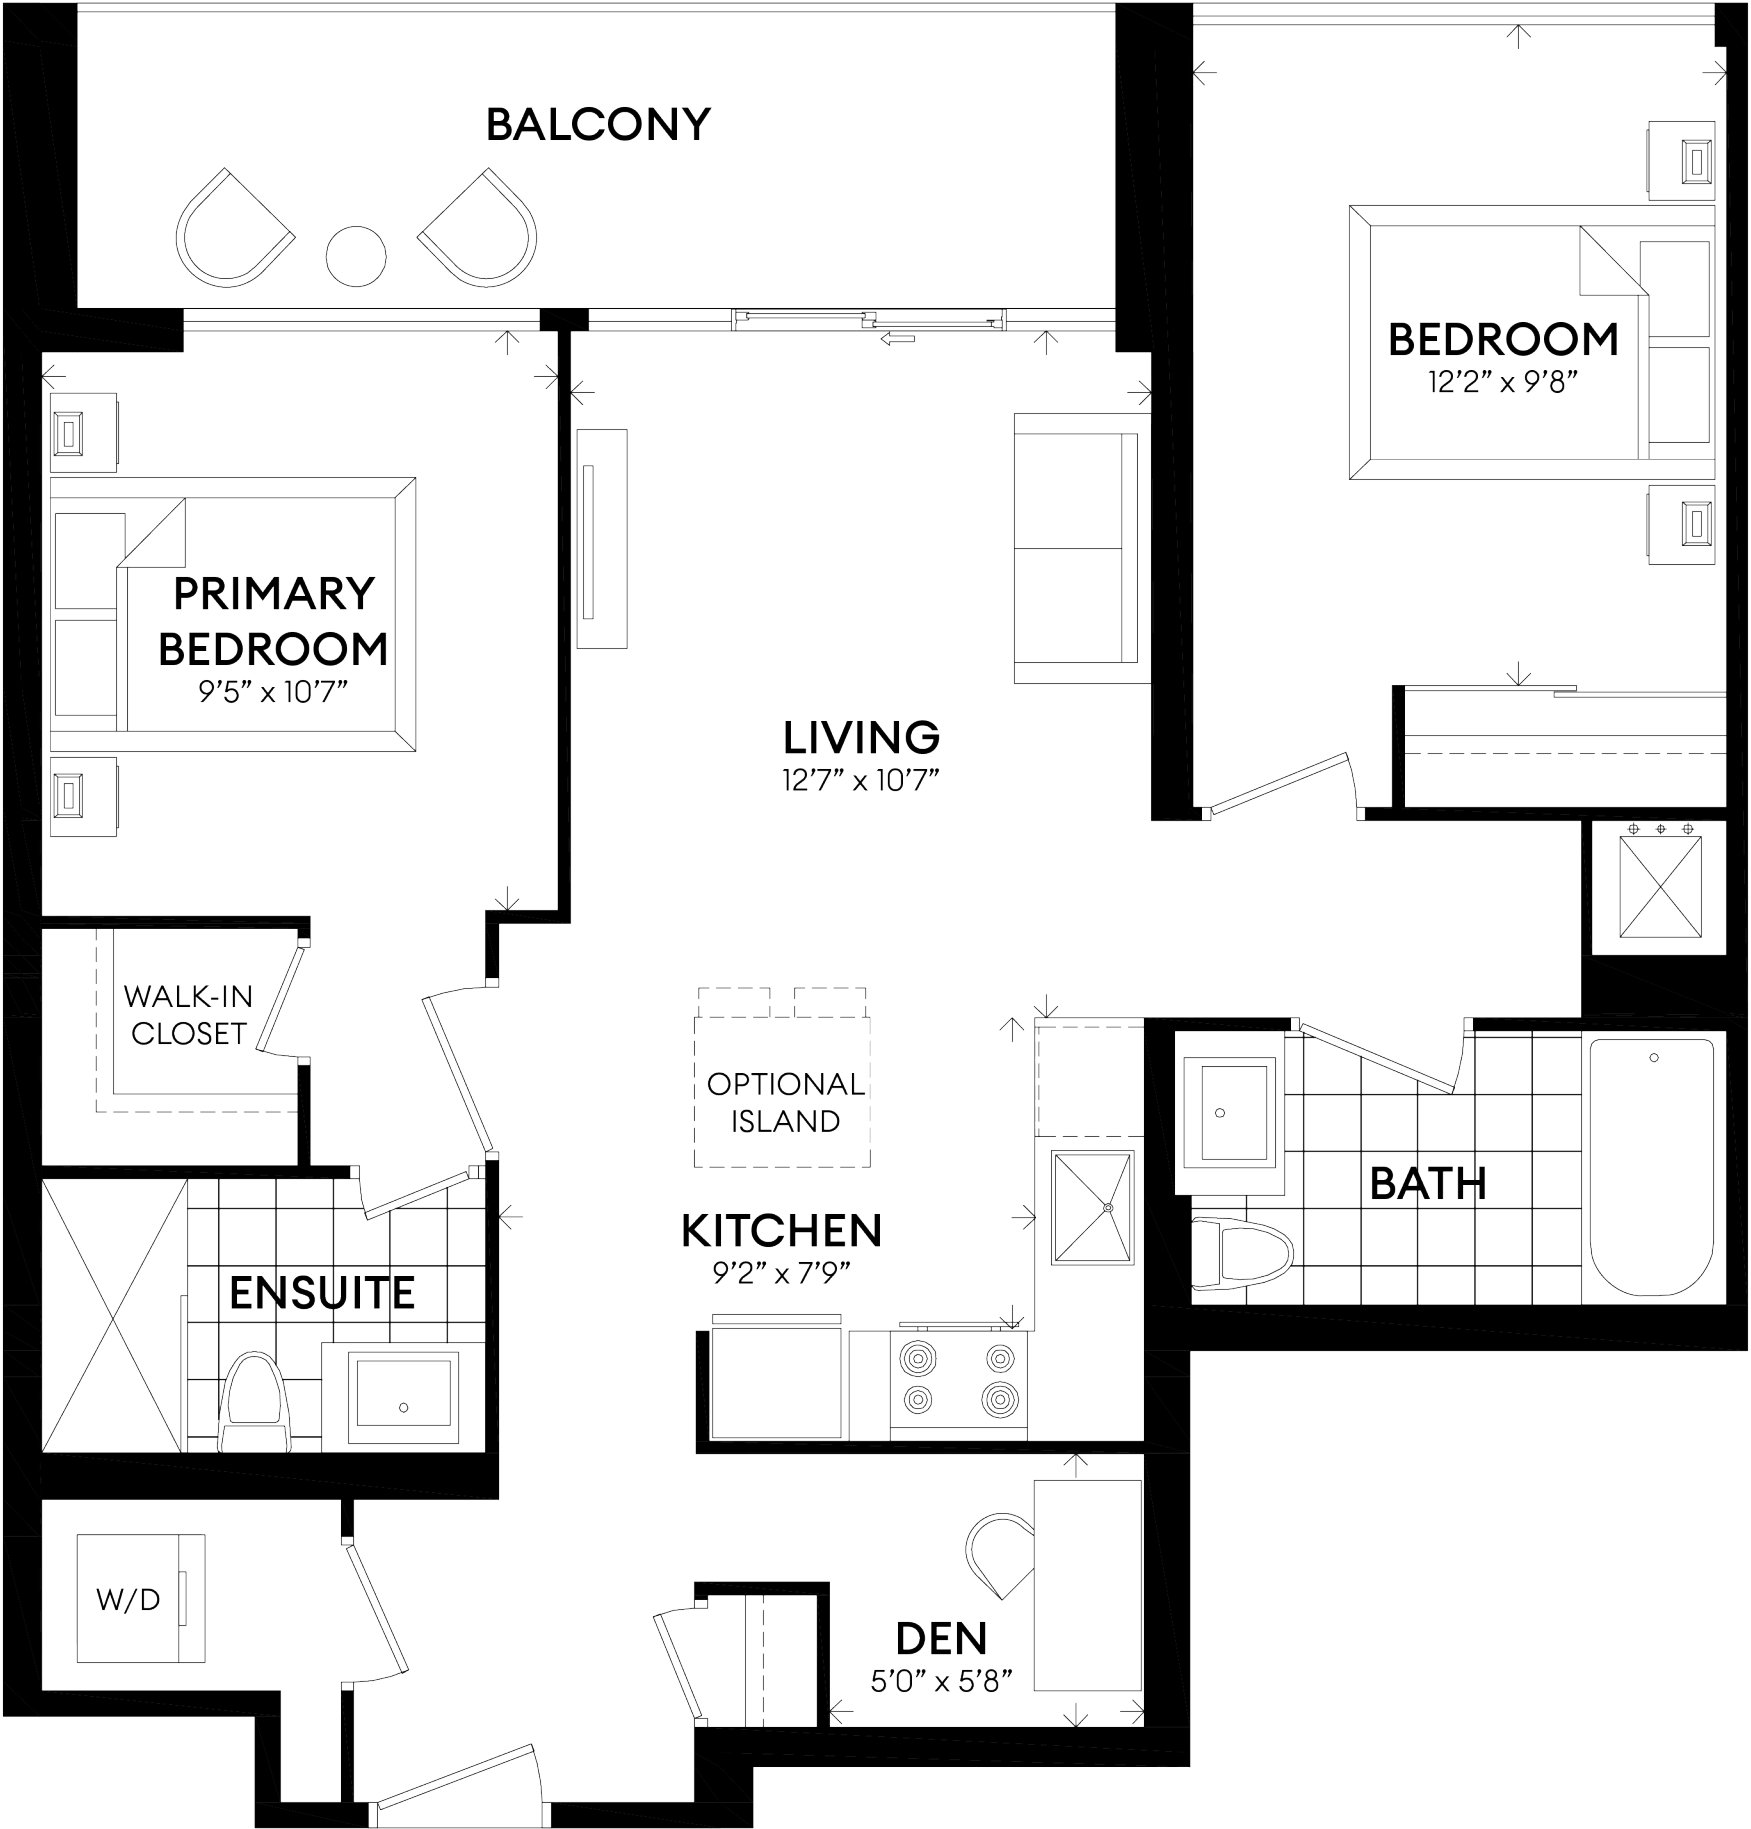 BALCONY
BEDROOM
12’2” x 9’8”
PRIMARY
BEDROOM
9’5” x 10’7”
LIVING
12’7” x 10’7”
WALK-IN
CLOSET
OPTIONAL
ISLAND
BATH
KITCHEN
9’2” x 7’9”
ENSUITE
W/D
DEN
5’0” x 5’8”